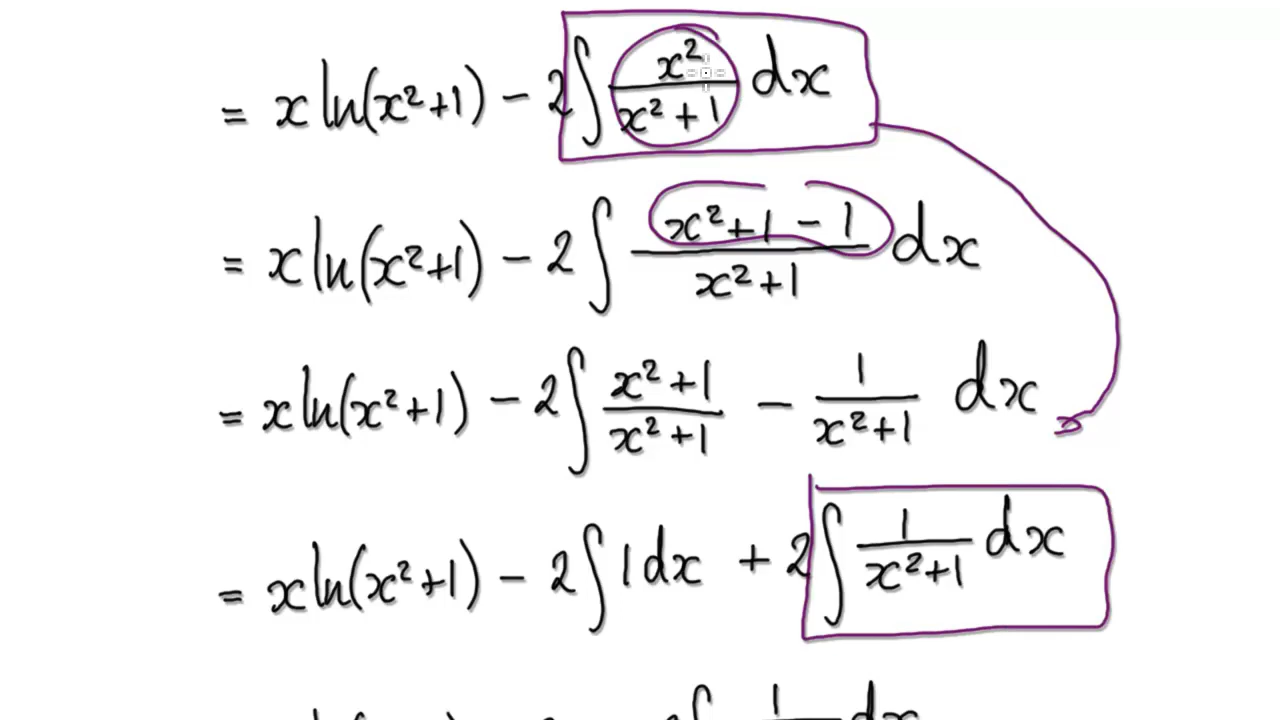 = x ln(x²+1) - 2∫ x²/(x²+1) dx
= x ln(x²+1) - 2∫ (x²+1-1)/(x²+1) dx
= x ln(x²+1) - 2∫ (x²+1)/(x²+1) - 1/(x²+1) dx
= x ln(x²+1) - 2∫ 1 dx + 2∫ 1/(x²+1) dx